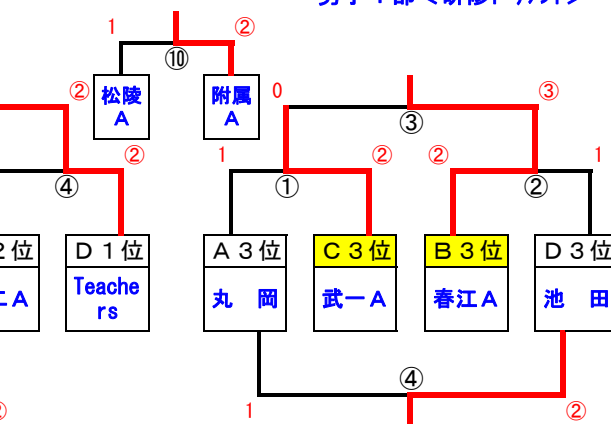 1 ②
⑩
② 松陵 附属 0 ③
A A
③
② 1 ② ② 1
④ ① ②
2位 D1位 A3位 C3位 B3位 D3位
A Teache 丸 岡 武一A 春江A 池 田
rs
④
② 1 ②